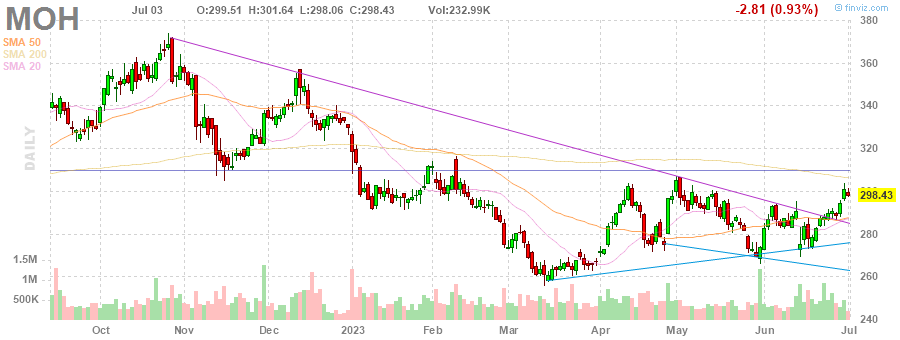 MOH Jul 03 O:299.51 H:301.64 L:298.06 C:298.43 Vol:232.99K -2.81 (0.93%) finviz.com
SMA 50
SMA 200
SMA 20
DAILY
380
360
340
320
300
298.43
280
260
240
1.5M
1M
500K
Oct Nov Dec 2023 Feb Mar Apr May Jun Jul